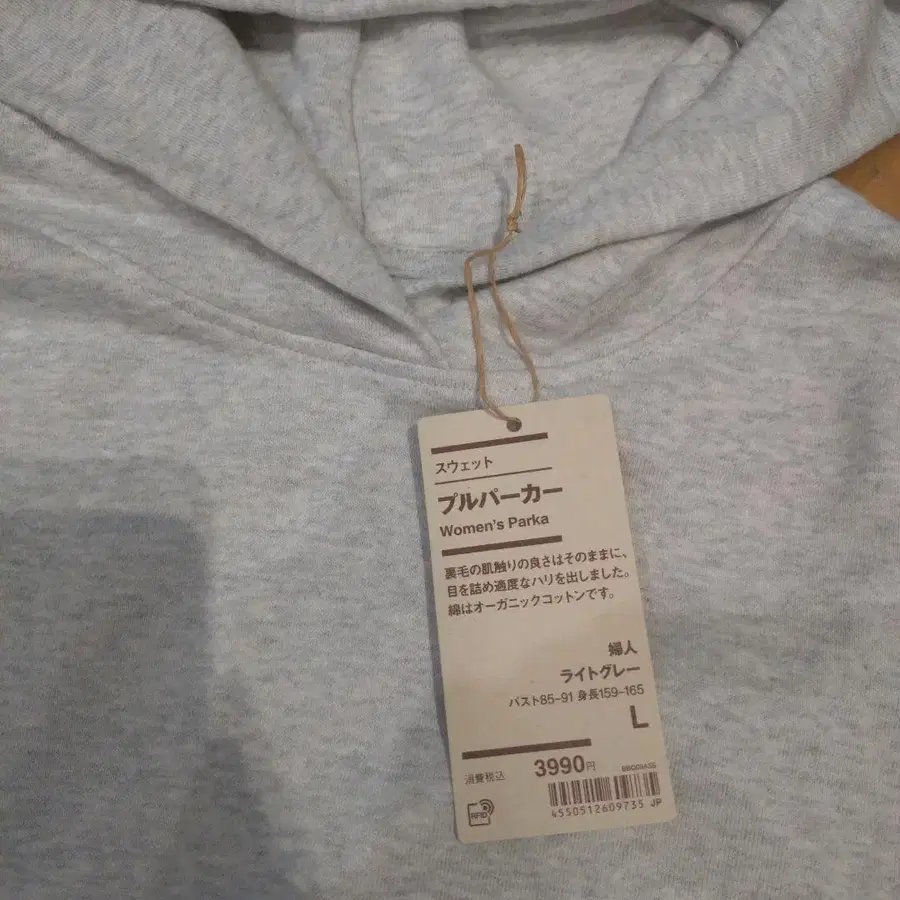 スウェット
プルパーカー
Women's Parka
裏毛の肌触りの良さはそのままに、
目を詰め適度なハリを出しました。
綿はオーガニックコットンです。
婦人
ライトグレー
バスト85-91 身長159-165
L
消費税込 3990円
4550512609735 JP
RFID